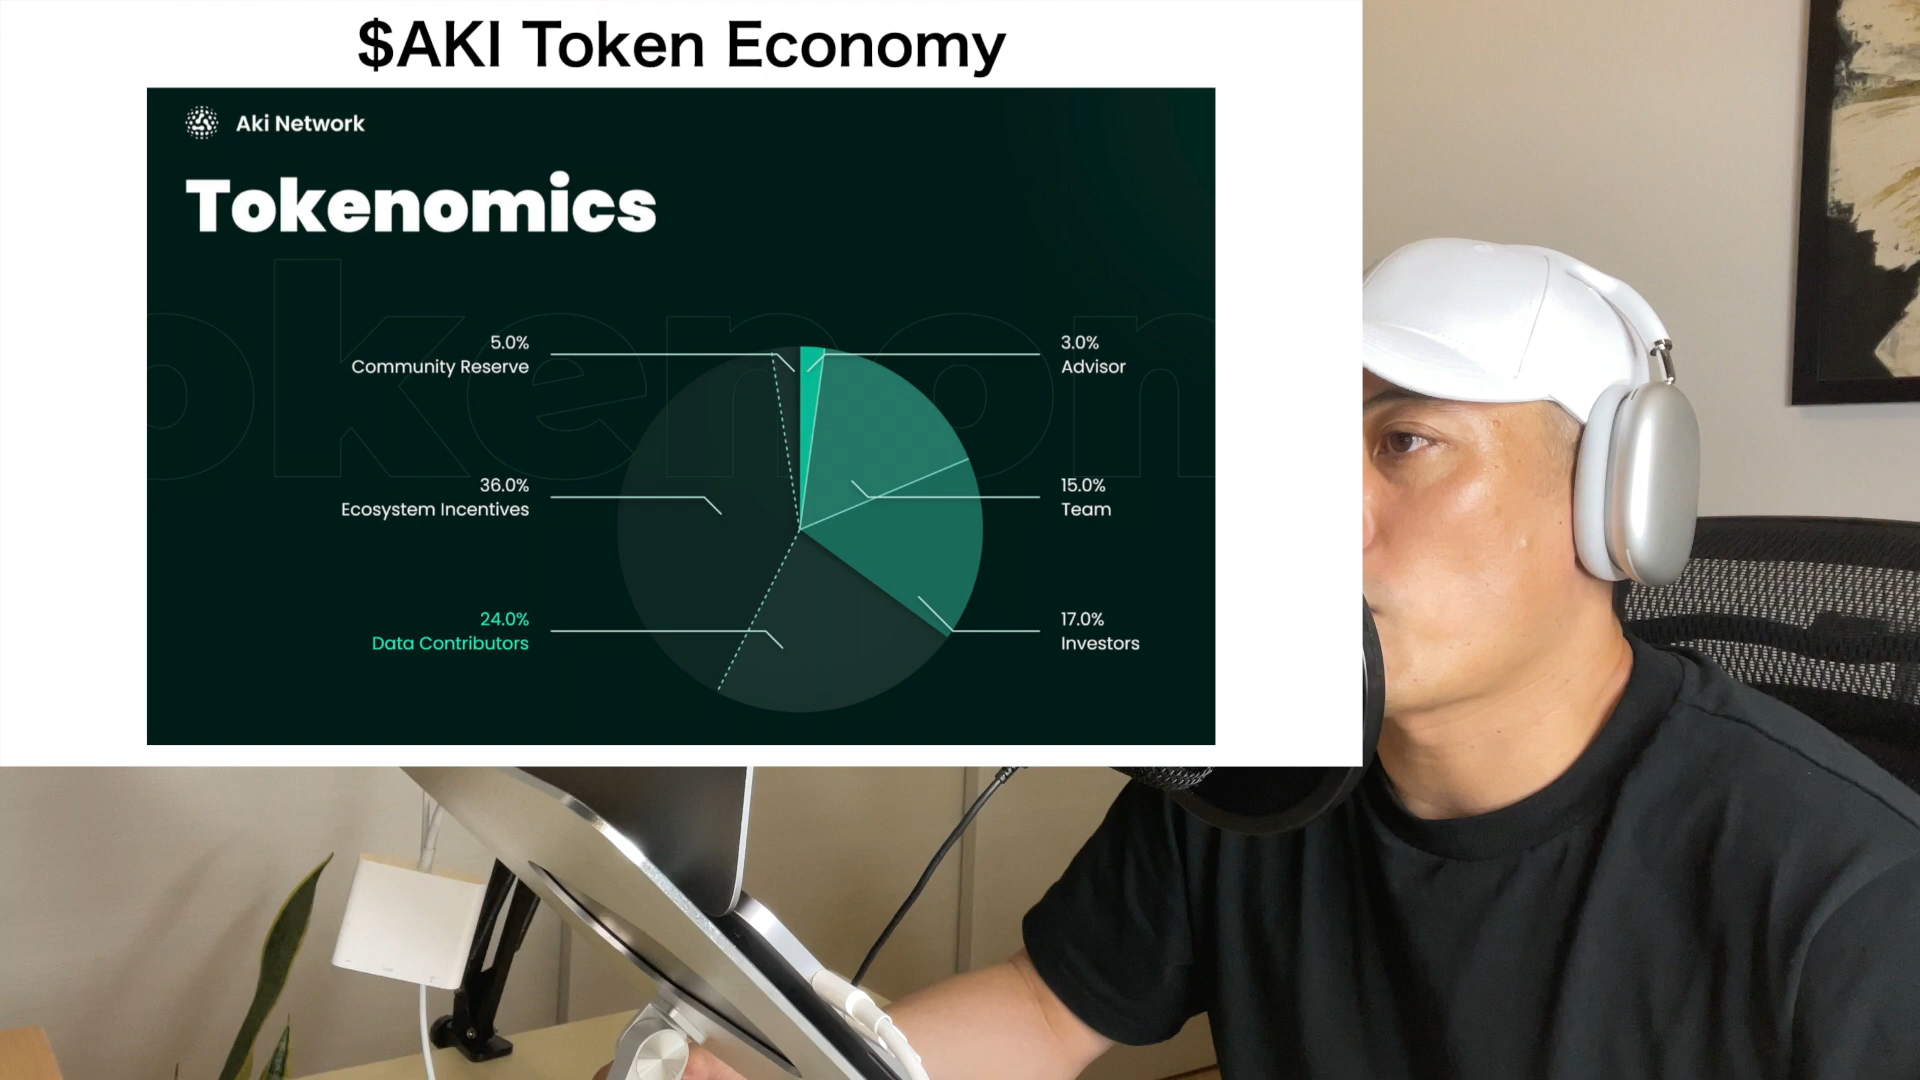 $AKI Token Economy
Aki Network
Tokenomics
5.0%
Community Reserve
3.0%
Advisor
36.0%
Ecosystem Incentives
15.0%
Team
24.0%
Data Contributors
17.0%
Investors